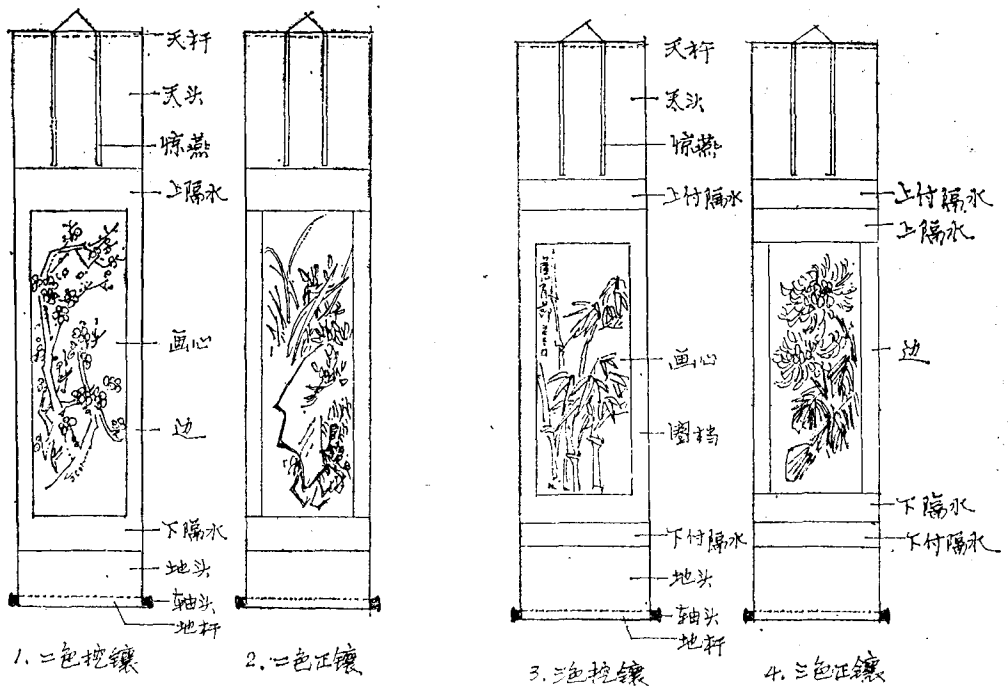 天杆
天头
惊燕
上隔水
画心
边
下隔水
地头
轴头
地杆
1.二色挖镶
2.二色正镶
天杆
天头
惊燕
上付隔水
画心
圈档
下付隔水
地头
轴头
地杆
3.三色挖镶
上付隔水
上隔水
边
下隔水
下付隔水
4.三色正镶